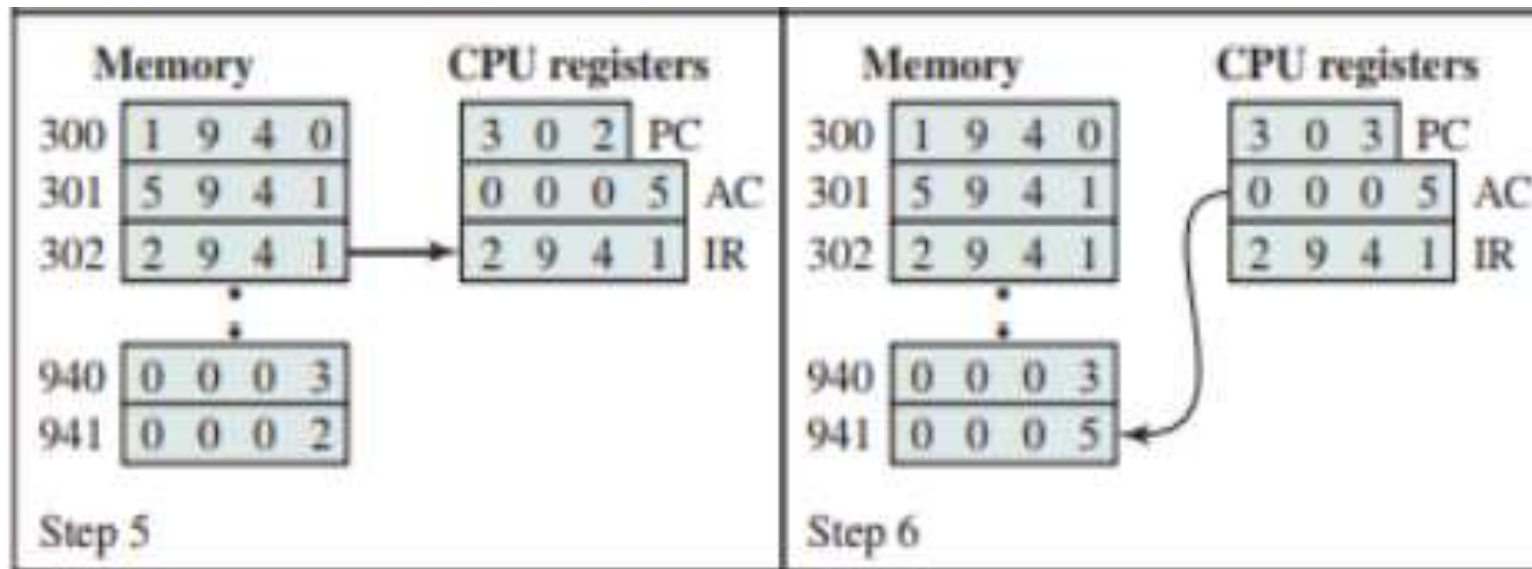 Memory CPU registers
300 1 9 4 0 3 0 2 PC
301 5 9 4 1 0 0 0 5 AC
302 2 9 4 1 2 9 4 1 IR
940 0 0 0 3
941 0 0 0 2
Step 5
Memory CPU registers
300 1 9 4 0 3 0 3 PC
301 5 9 4 1 0 0 0 5 AC
302 2 9 4 1 2 9 4 1 IR
940 0 0 0 3
941 0 0 0 5
Step 6